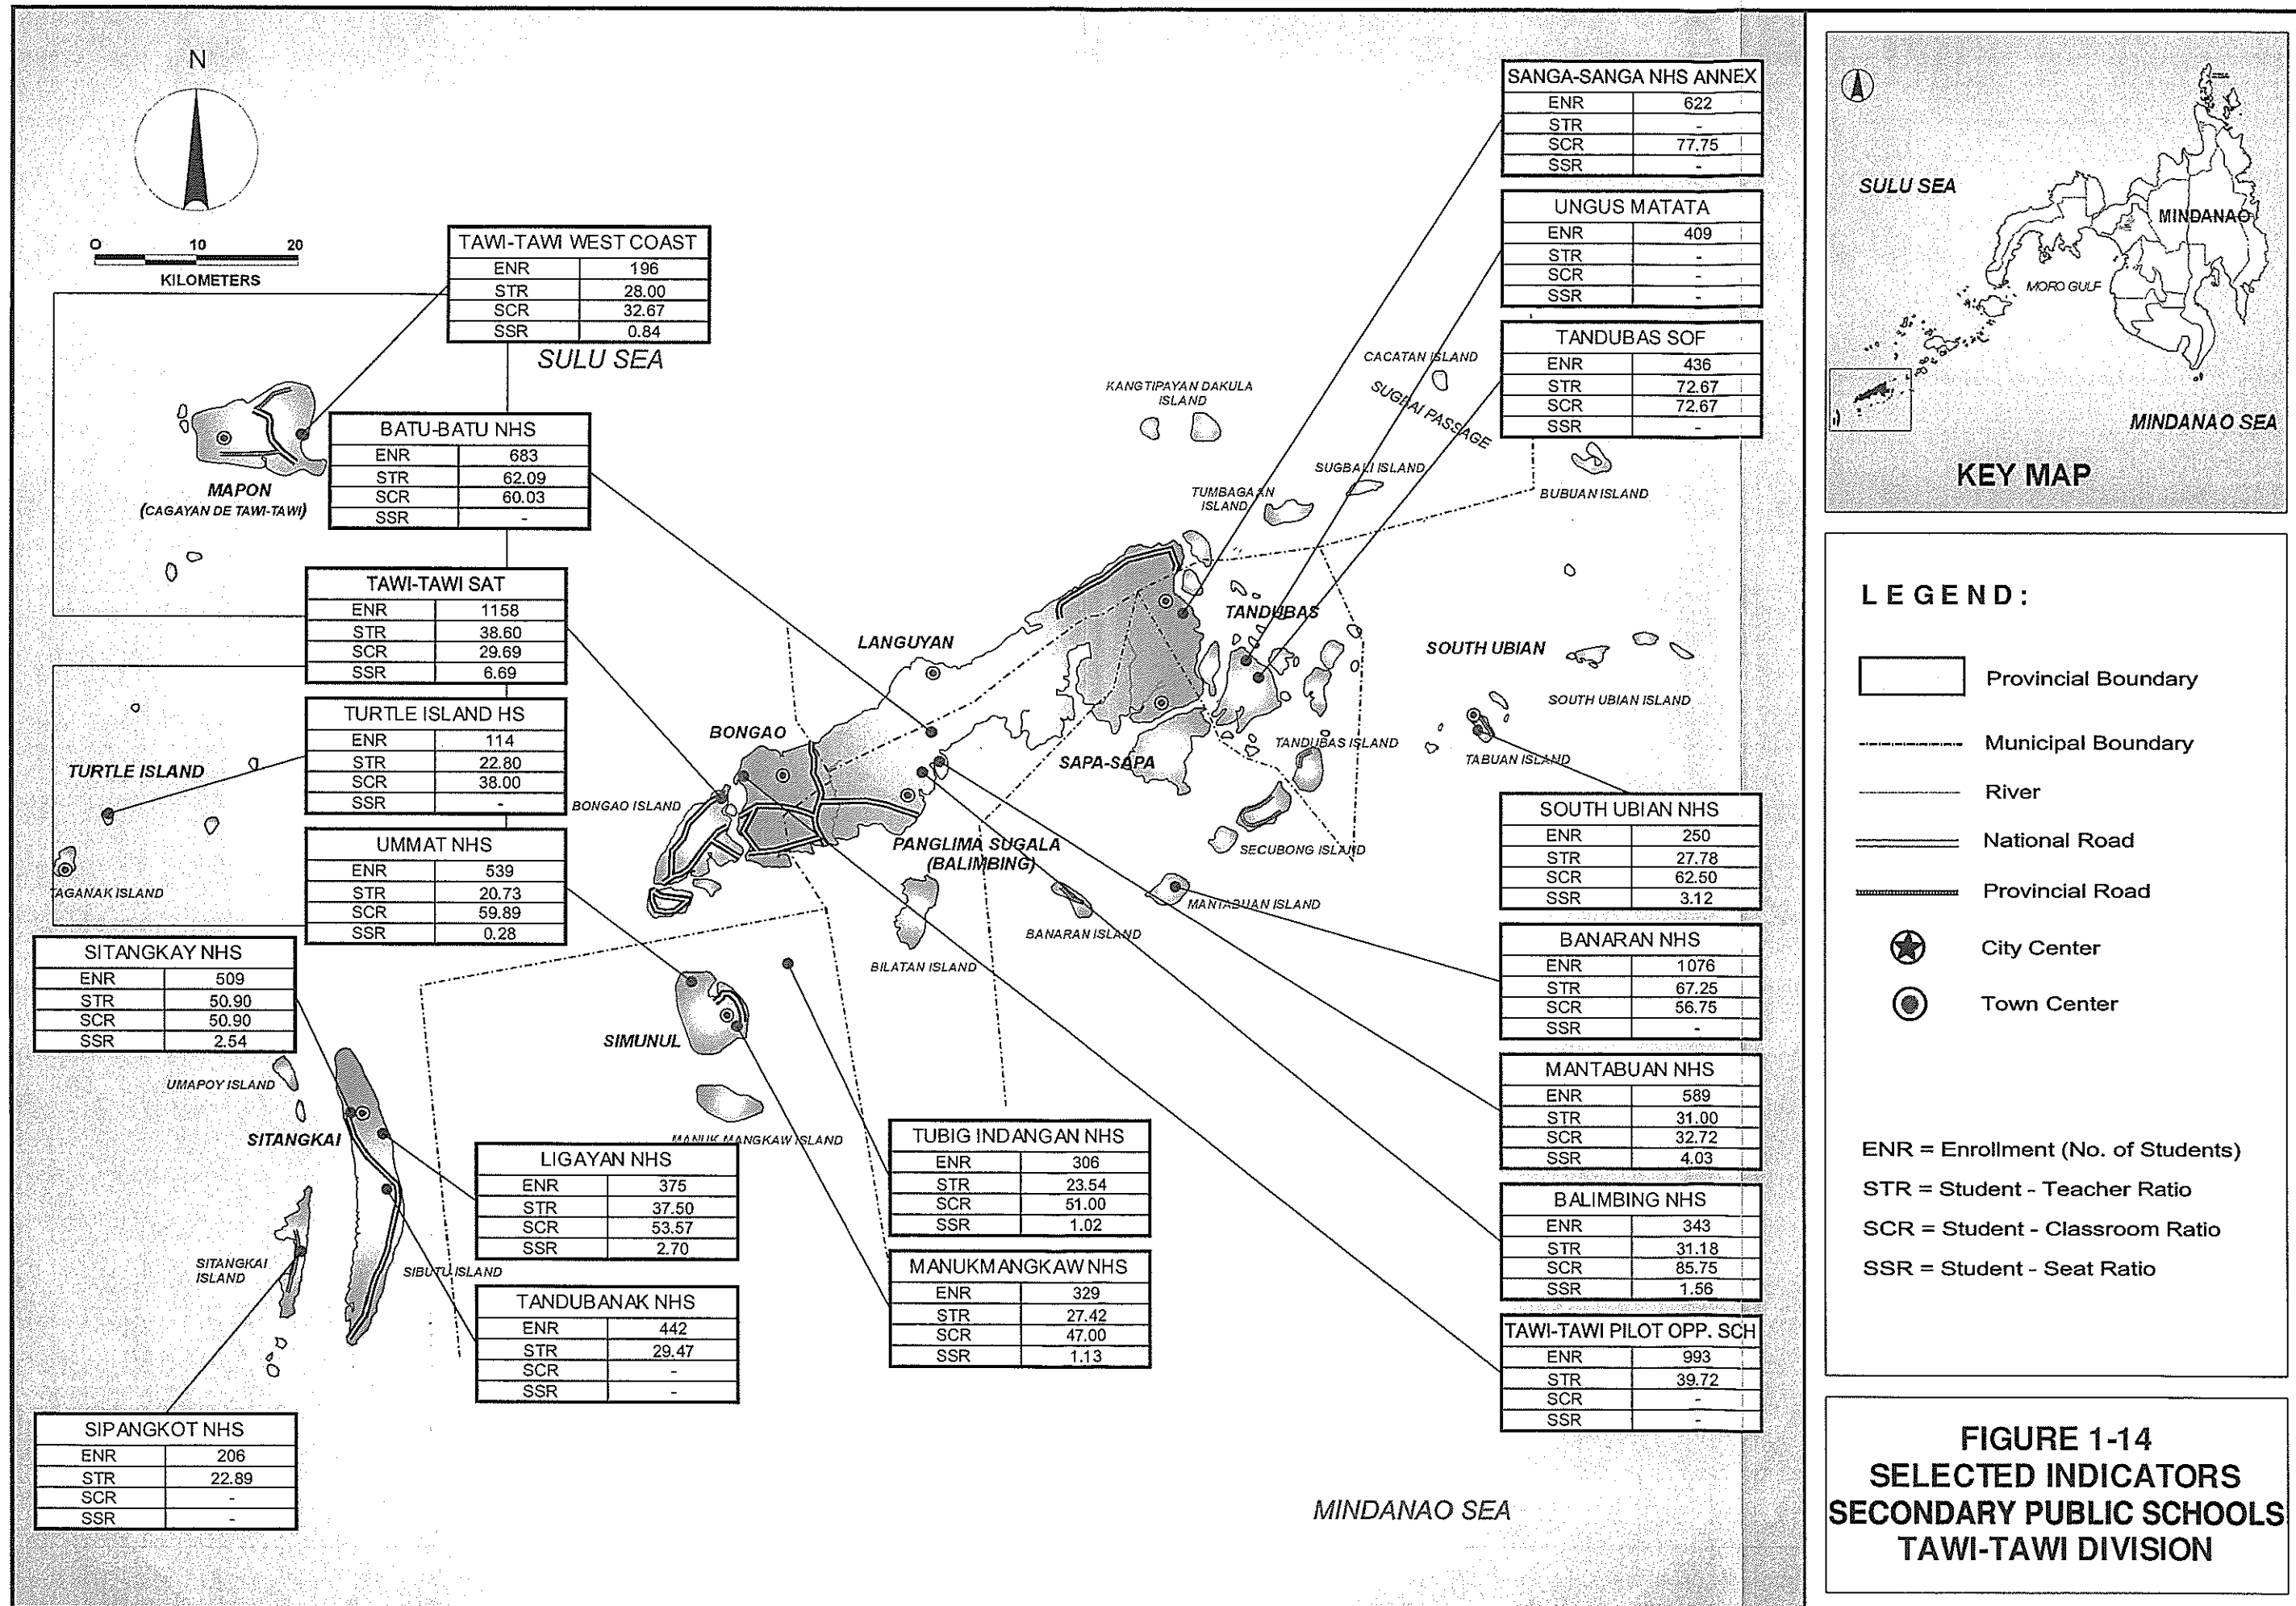 N
0 10 20
KILOMETERS
TAWI-TAWI WEST COAST
ENR 196
STR 28.00
SCR 32.67
SSR 0.84
SULU SEA
MAPON
(CAGAYAN DE TAWI-TAWI)
BATU-BATU NHS
ENR 683
STR 62.09
SCR 60.03
SSR -
TAWI-TAWI SAT
ENR 1158
STR 38.60
SCR 29.69
SSR 6.69
TURTLE ISLAND HS
ENR 114
STR 22.80
SCR 38.00
SSR -
TURTLE ISLAND
TAGANAK ISLAND
UMMAT NHS
ENR 539
STR 20.73
SCR 59.89
SSR 0.28
SITANGKAY NHS
ENR 509
STR 50.90
SCR 50.90
SSR 2.54
UMAPOY ISLAND
SITANGKAI
SITANGKAI
ISLAND
SIBUTU ISLAND
SIPANGKOT NHS
ENR 206
STR 22.89
SCR -
SSR -
LIGAYAN NHS
ENR 375
STR 37.50
SCR 53.57
SSR 2.70
TANDUBANAK NHS
ENR 442
STR 29.47
SCR -
SSR -
TUBIG INDANGAN NHS
ENR 306
STR 23.54
SCR 51.00
SSR 1.02
MANUKMANGKAW NHS
ENR 329
STR 27.42
SCR 47.00
SSR 1.13
SIMUNUL
MANUK MANGKAW ISLAND
BONGAO
BONGAO ISLAND
LANGUYAN
PANGLIMA SUGALA
(BALIMBING)
BILATAN ISLAND
BANARAN ISLAND
MANTABUAN ISLAND
SECUBONG ISLAND
SAPA-SAPA
TANDUBAS ISLAND
TANDUBAS
KANGTIPAYAN DAKULA
ISLAND
CACATAN ISLAND
SUGBAI PASSAGE
SUGBALI ISLAND
TUMBAGAAN
ISLAND
BUBUAN ISLAND
SOUTH UBIAN
SOUTH UBIAN ISLAND
TABUAN ISLAND
MINDANAO SEA
SANGA-SANGA NHS ANNEX
ENR 622
STR -
SCR 77.75
SSR -
UNGUS MATATA
ENR 409
STR -
SCR -
SSR -
TANDUBAS SOF
ENR 436
STR 72.67
SCR 72.67
SSR -
SOUTH UBIAN NHS
ENR 250
STR 27.78
SCR 62.50
SSR 3.12
BANARAN NHS
ENR 1076
STR 67.25
SCR 56.75
SSR -
MANTABUAN NHS
ENR 589
STR 31.00
SCR 32.72
SSR 4.03
BALIMBING NHS
ENR 343
STR 31.18
SCR 85.75
SSR 1.56
TAWI-TAWI PILOT OPP. SCH
ENR 993
STR 39.72
SCR -
SSR -
SULU SEA
MINDANAO
MORO GULF
MINDANAO SEA
KEY MAP
LEGEND:
Provincial Boundary
Municipal Boundary
River
National Road
Provincial Road
City Center
Town Center
ENR = Enrollment (No. of Students)
STR = Student - Teacher Ratio
SCR = Student - Classroom Ratio
SSR = Student - Seat Ratio
FIGURE 1-14
SELECTED INDICATORS
SECONDARY PUBLIC SCHOOLS
TAWI-TAWI DIVISION